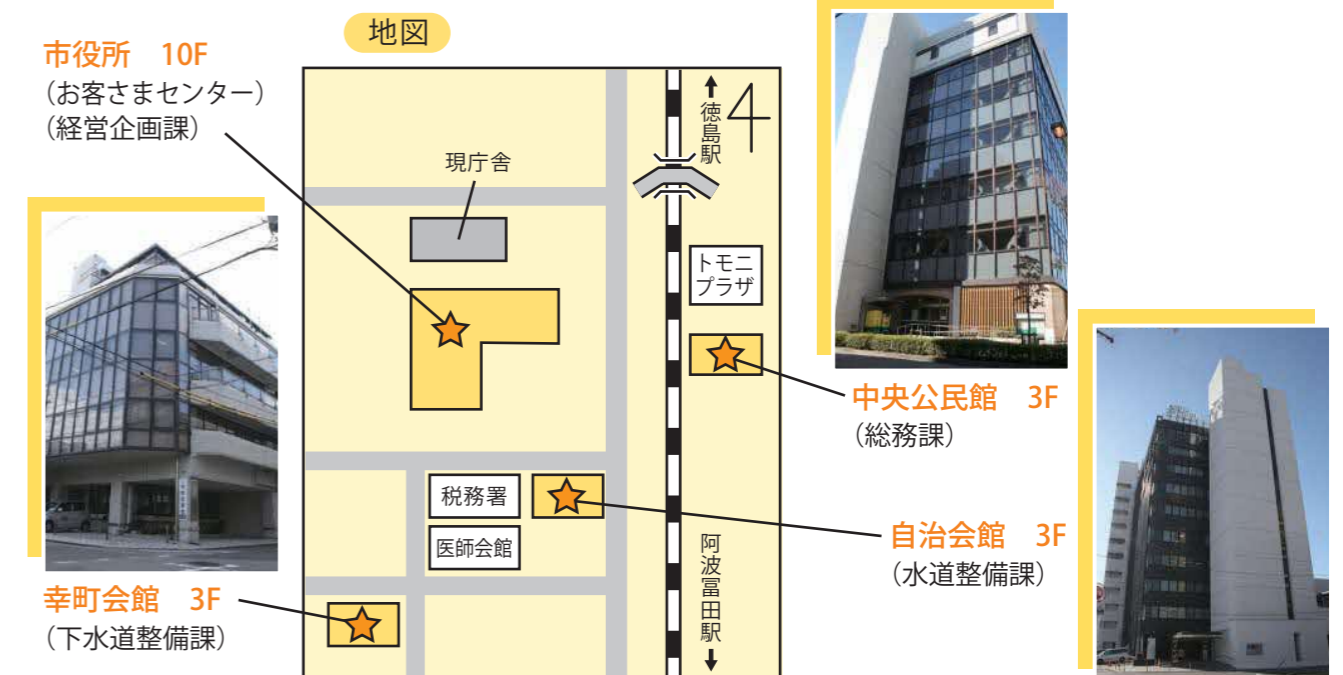 地図
市役所　10F
（お客さまセンター）
（経営企画課）
現庁舎
徳島駅
トモニ
プラザ
中央公民館　3F
（総務課）
税務署
医師会館
自治会館　3F
（水道整備課）
阿波富田駅
幸町会館　3F
（下水道整備課）